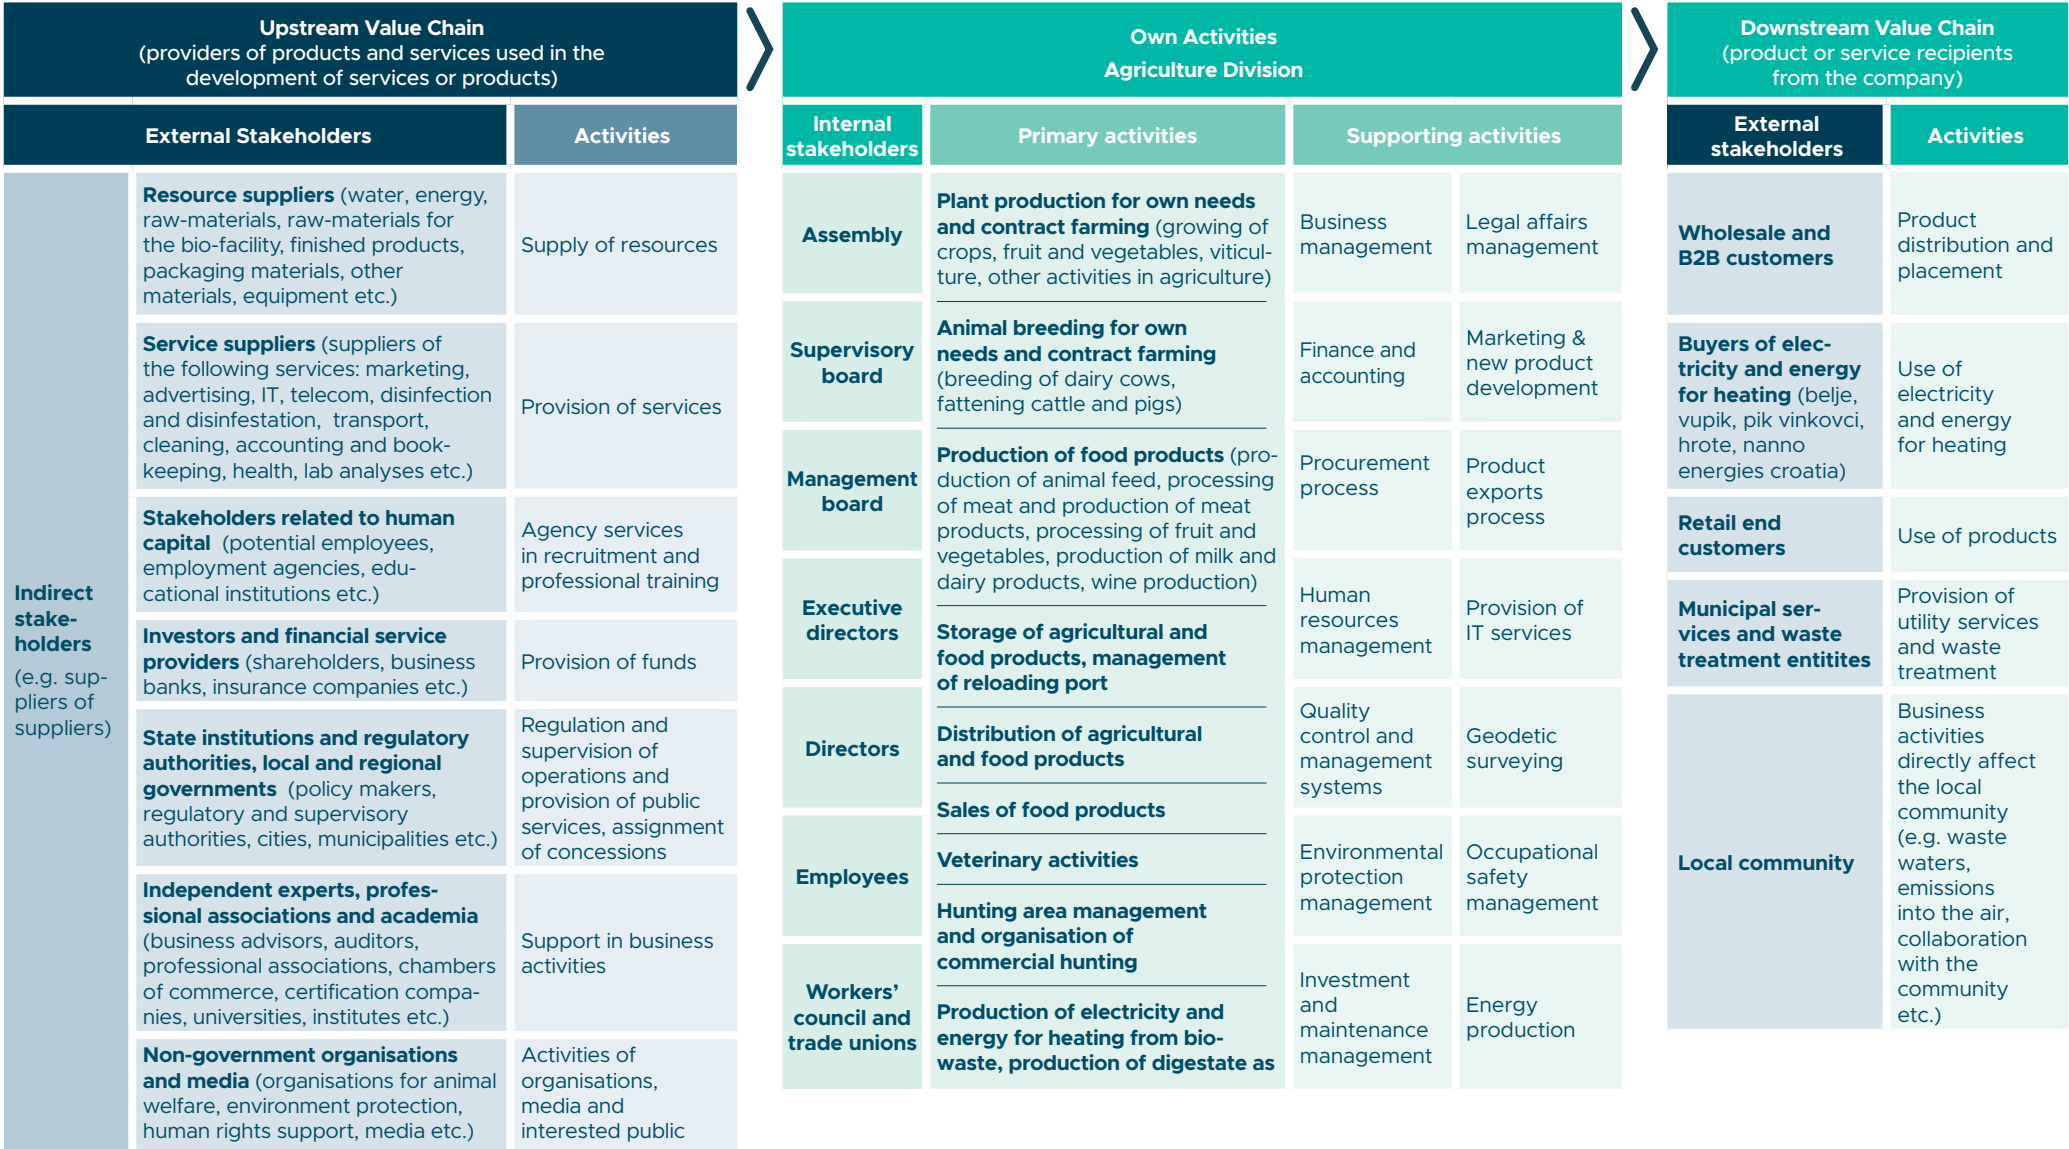 Upstream Value Chain
(providers of products and services used in the
development of services or products)
External Stakeholders
Activities
Indirect
stake-
holders
(e.g. sup-
pliers of
suppliers)
Resource suppliers (water, energy,
raw-materials, raw-materials for
the bio-facility, finished products,
packaging materials, other
materials, equipment etc.)
Supply of resources
Service suppliers (suppliers of
the following services: marketing,
advertising, IT, telecom, disinfection
and disinfestation, transport,
cleaning, accounting and book-
keeping, health, lab analyses etc.)
Provision of services
Stakeholders related to human
capital (potential employees,
employment agencies, edu-
cational institutions etc.)
Agency services
in recruitment and
professional training
Investors and financial service
providers (shareholders, business
banks, insurance companies etc.)
Provision of funds
State institutions and regulatory
authorities, local and regional
governments (policy makers,
regulatory and supervisory
authorities, cities, municipalities etc.)
Regulation and
supervision of
operations and
provision of public
services, assignment
of concessions
Independent experts, profes-
sional associations and academia
(business advisors, auditors,
professional associations, chambers
of commerce, certification compa-
nies, universities, institutes etc.)
Support in business
activities
Non-government organisations
and media (organisations for animal
welfare, environment protection,
human rights support, media etc.)
Activities of
organisations,
media and
interested public
Own Activities
Agriculture Division
Internal
stakeholders
Primary activities
Supporting activities
Assembly
Supervisory
board
Management
board
Executive
directors
Directors
Employees
Workers’
council and
trade unions
Plant production for own needs
and contract farming (growing of
crops, fruit and vegetables, viticul-
ture, other activities in agriculture)
Animal breeding for own
needs and contract farming
(breeding of dairy cows,
fattening cattle and pigs)
Production of food products (pro-
duction of animal feed, processing
of meat and production of meat
products, processing of fruit and
vegetables, production of milk and
dairy products, wine production)
Storage of agricultural and
food products, management
of reloading port
Distribution of agricultural
and food products
Sales of food products
Veterinary activities
Hunting area management
and organisation of
commercial hunting
Production of electricity and
energy for heating from bio-
waste, production of digestate as
Business
management
Legal affairs
management
Finance and
accounting
Marketing &
new product
development
Procurement
process
Product
exports
process
Human
resources
management
Provision of
IT services
Quality
control and
management
systems
Geodetic
surveying
Environmental
protection
management
Occupational
safety
management
Investment
and
maintenance
management
Energy
production
Downstream Value Chain
(product or service recipients
from the company)
External
stakeholders
Activities
Wholesale and
B2B customers
Product
distribution and
placement
Buyers of elec-
tricity and energy
for heating (belje,
vupik, pik vinkovci,
hrote, nanno
energies croatia)
Use of
electricity
and energy
for heating
Retail end
customers
Use of products
Municipal ser-
vices and waste
treatment entitites
Provision of
utility services
and waste
treatment
Local community
Business
activities
directly affect
the local
community
(e.g. waste
waters,
emissions
into the air,
collaboration
with the
community
etc.)